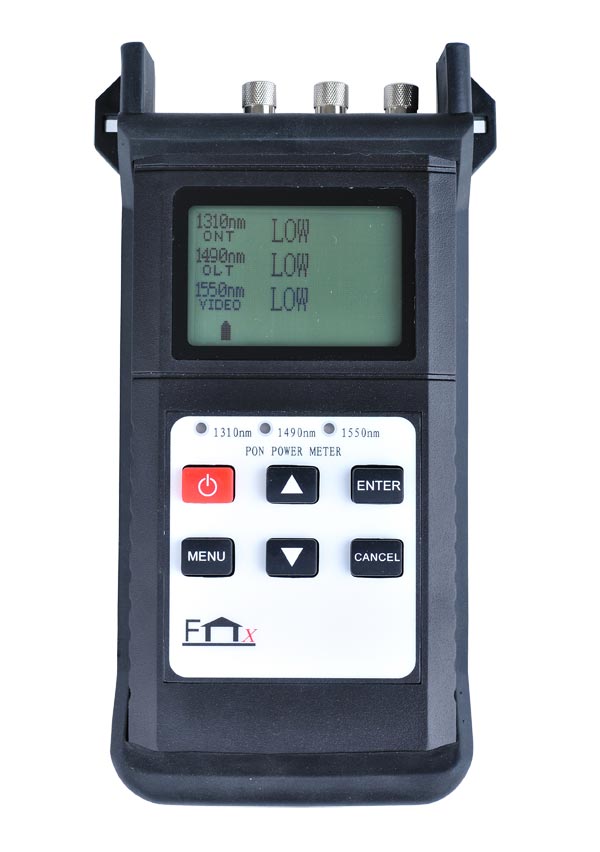 1310nm LOW
ONT
1490nm LOW
OLT
1550nm LOW
VIDEO
1310nm 1490nm 1550nm
PON POWER METER
ENTER
MENU CANCEL
F x